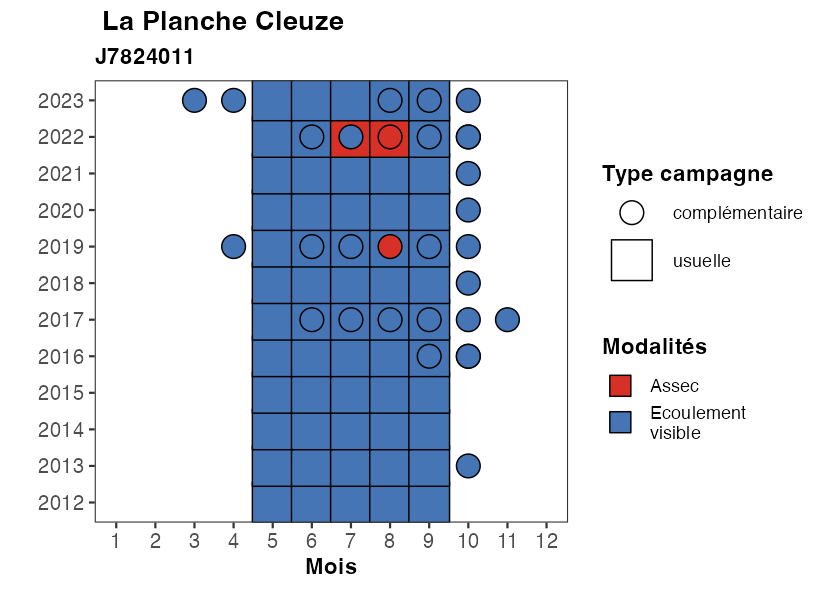 La Planche Cleuze
J7824011
2023
2022
2021
2020
2019
2018
2017
2016
2015
2014
2013
2012
1 2 3 4 5 6 7 8 9 10 11 12
Mois
Type campagne
complémentaire
usuelle
Modalités
Assec
Ecoulement
visible